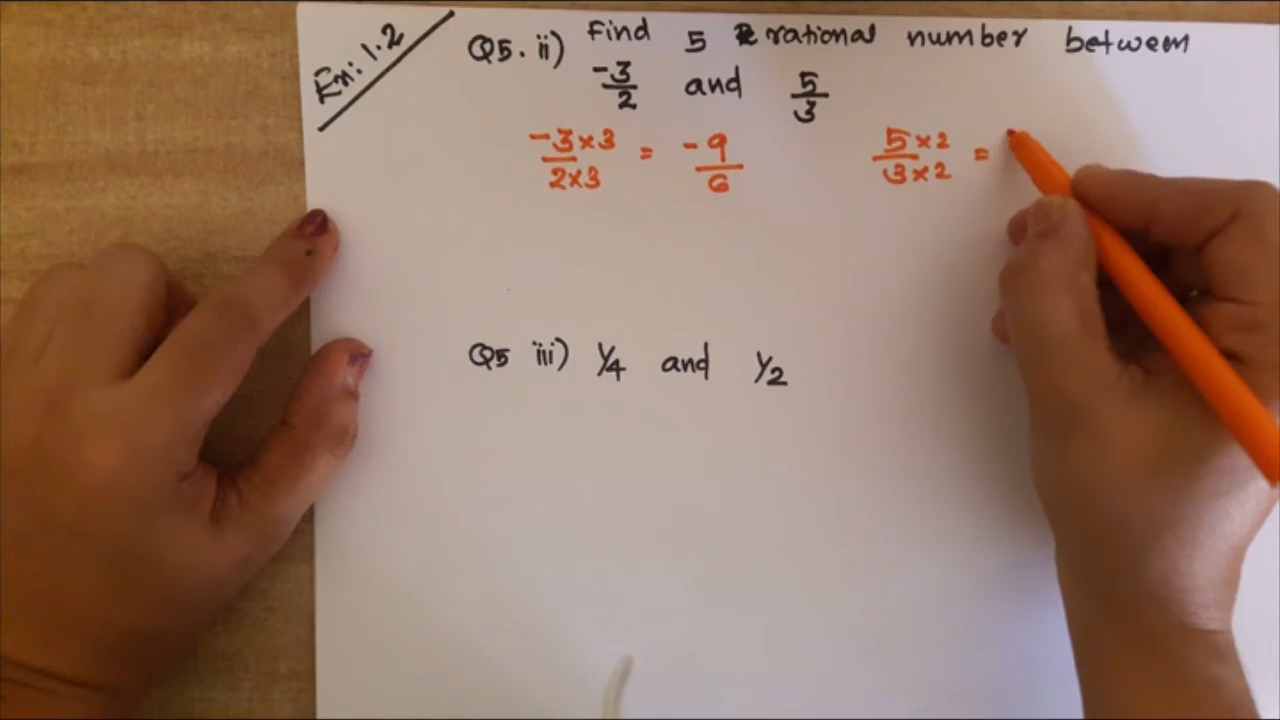 Ex: 1.2
Q5. ii) Find 5 rational number between
-3/2 and 5/3
-3×3/2×3 = -9/6 5×2/3×2 =
Q5 iii) 1/4 and 1/2